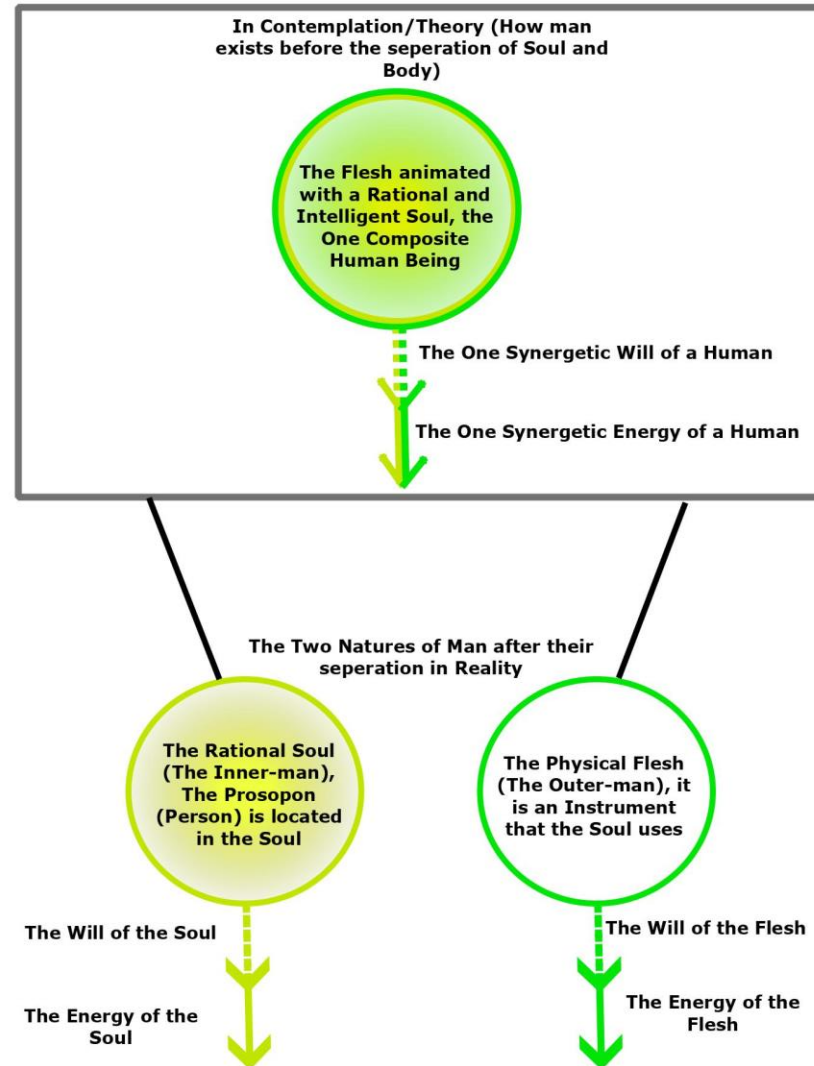 In Contemplation/Theory (How man
exists before the seperation of Soul and
Body)
The Flesh animated
with a Rational and
Intelligent Soul, the
One Composite
Human Being
The One Synergetic Will of a Human
The One Synergetic Energy of a Human
The Two Natures of Man after their
seperation in Reality
The Rational Soul
(The Inner-man),
The Prosopon
(Person) is located
in the Soul
The Physical Flesh
(The Outer-man), it
is an Instrument
that the Soul uses
The Will of the Soul
The Will of the Flesh
The Energy of the
Soul
The Energy of the
Flesh